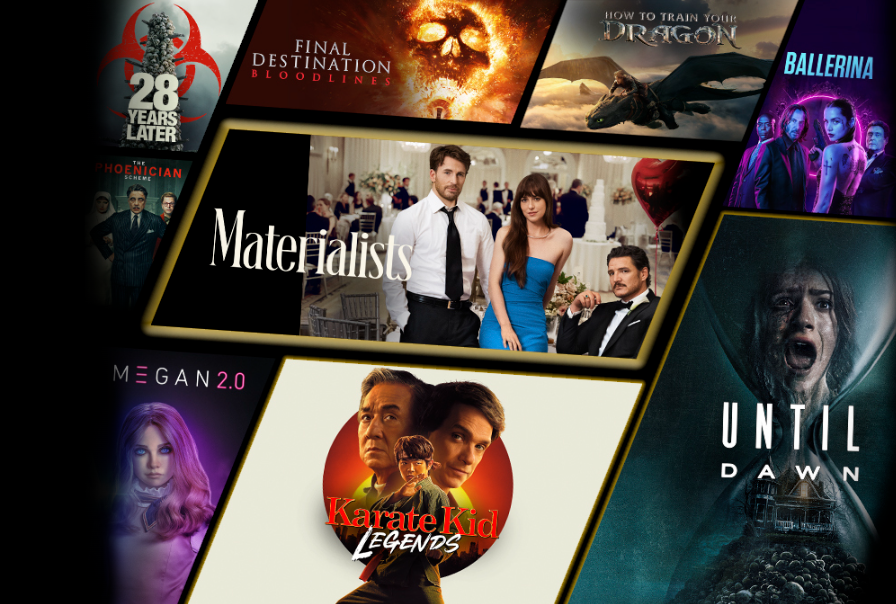 28
YEARS
LATER
FINAL
DESTINATION
BLOODLINES
HOW TO TRAIN YOUR
DRAGON
BALLERINA
THE
PHOENICIAN
SCHEME
Materialists
MEGAN 2.0
Karate Kid
LEGENDS
UNTIL
DAWN